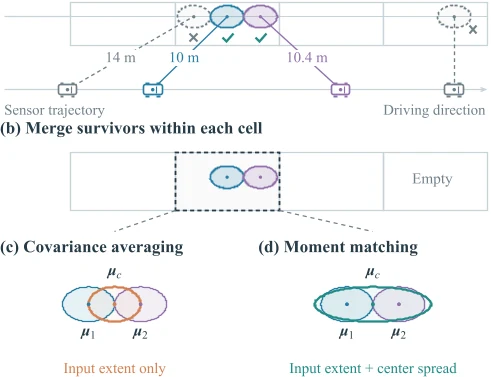 14 m 10 m 10.4 m
Sensor trajectory Driving direction
(b) Merge survivors within each cell
Empty
(c) Covariance averaging (d) Moment matching
μc μc
μ1 μ2 μ1 μ2
Input extent only Input extent + center spread